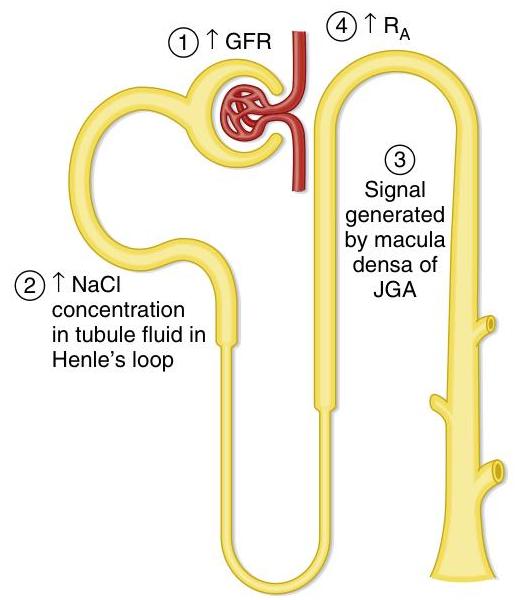 1 ↑ GFR
4 ↑ RA
3
Signal
generated
by macula
densa of
JGA
2 ↑ NaCl
concentration
in tubule fluid in
Henle's loop